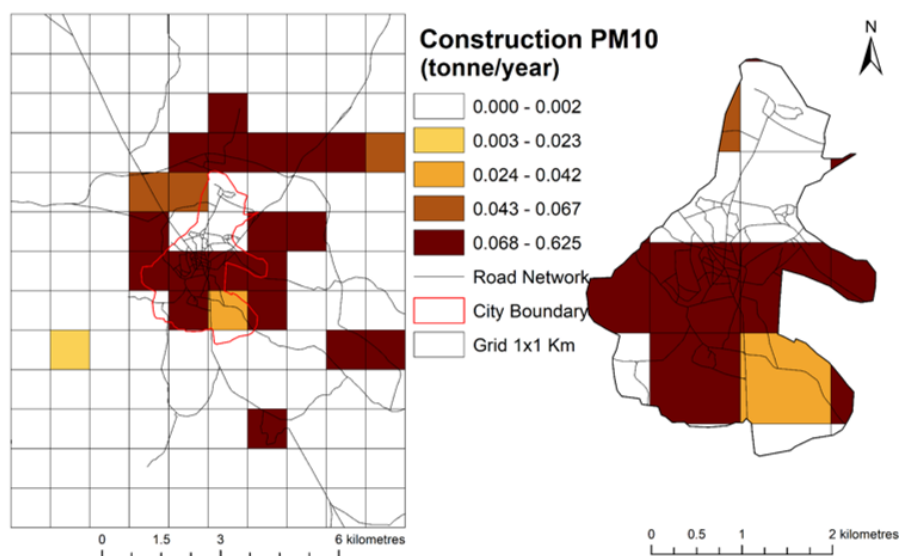 Construction PM10
(tonne/year)
0.000 - 0.002
0.003 - 0.023
0.024 - 0.042
0.043 - 0.067
0.068 - 0.625
Road Network
City Boundary
Grid 1x1 Km
N
0 1.5 3 6 kilometres
0 0.5 1 2 kilometres